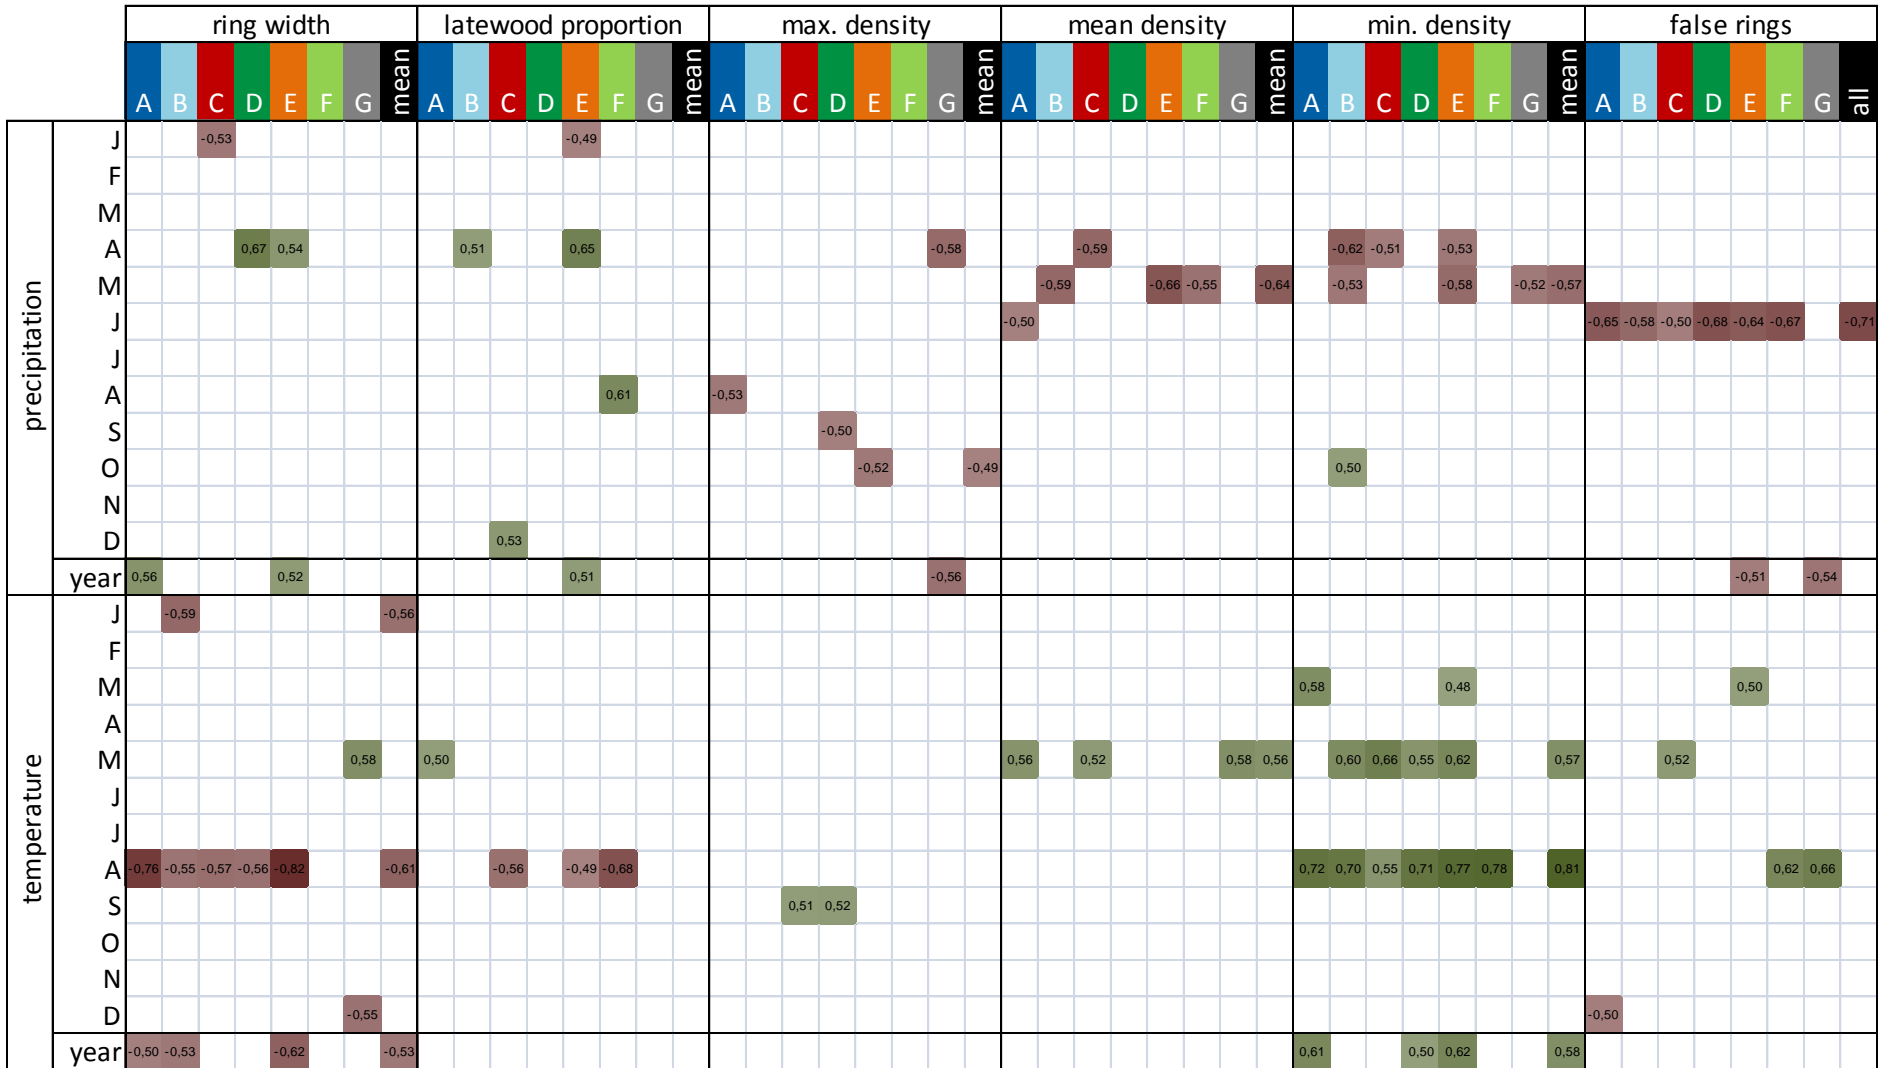 ring width latewood proportion max. density mean density min. density false rings
A B C D E F G mean A B C D E F G mean A B C D E F G mean A B C D E F G mean A B C D E F G mean A B C D E F G all
precipitation
J -0,53 -0,49
F
M
A 0,67 0,54 0,51 0,65 -0,58 -0,59 -0,62 -0,51 -0,53
M -0,59 -0,66 -0,55 -0,64 -0,53 -0,58 -0,52 -0,57
J -0,50 -0,65 -0,58 -0,50 -0,68 -0,64 -0,67 -0,71
J
A 0,61 -0,53
S -0,50
O -0,52 -0,49 0,50
N
D 0,53
year 0,56 0,52 0,51 -0,56 -0,51 -0,54
temperature
J -0,59 -0,56
F
M 0,58 0,48 0,50
A
M 0,58 0,50 0,56 0,52 0,58 0,56 0,60 0,66 0,55 0,62 0,57 0,52
J
J
A -0,76 -0,55 -0,57 -0,56 -0,82 -0,61 -0,56 -0,49 -0,68 0,72 0,70 0,55 0,71 0,77 0,78 0,81 0,62 0,66
S 0,51 0,52
O
N
D -0,55 -0,50
year -0,50 -0,53 -0,62 -0,53 0,61 0,50 0,62 0,58